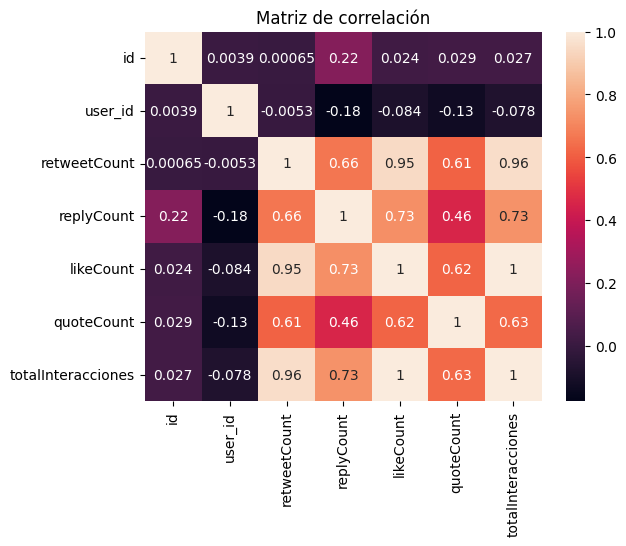 Matriz de correlación
id 1 0.0039 0.00065 0.22 0.024 0.029 0.027
user_id 0.0039 1 -0.0053 -0.18 -0.084 -0.13 -0.078
retweetCount 0.00065 -0.0053 1 0.66 0.95 0.61 0.96
replyCount 0.22 -0.18 0.66 1 0.73 0.46 0.73
likeCount 0.024 -0.084 0.95 0.73 1 0.62 1
quoteCount 0.029 -0.13 0.61 0.46 0.62 1 0.63
totalInteracciones 0.027 -0.078 0.96 0.73 1 0.63 1
id user_id retweetCount replyCount likeCount quoteCount totalInteracciones
1.0
0.8
0.6
0.4
0.2
0.0